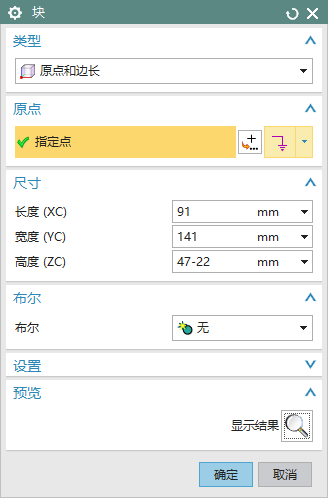 块
类型
原点和边长
原点
指定点
尺寸
长度 (XC) 91 mm
宽度 (YC) 141 mm
高度 (ZC) 47-22 mm
布尔
布尔 无
设置
预览
显示结果
确定 取消